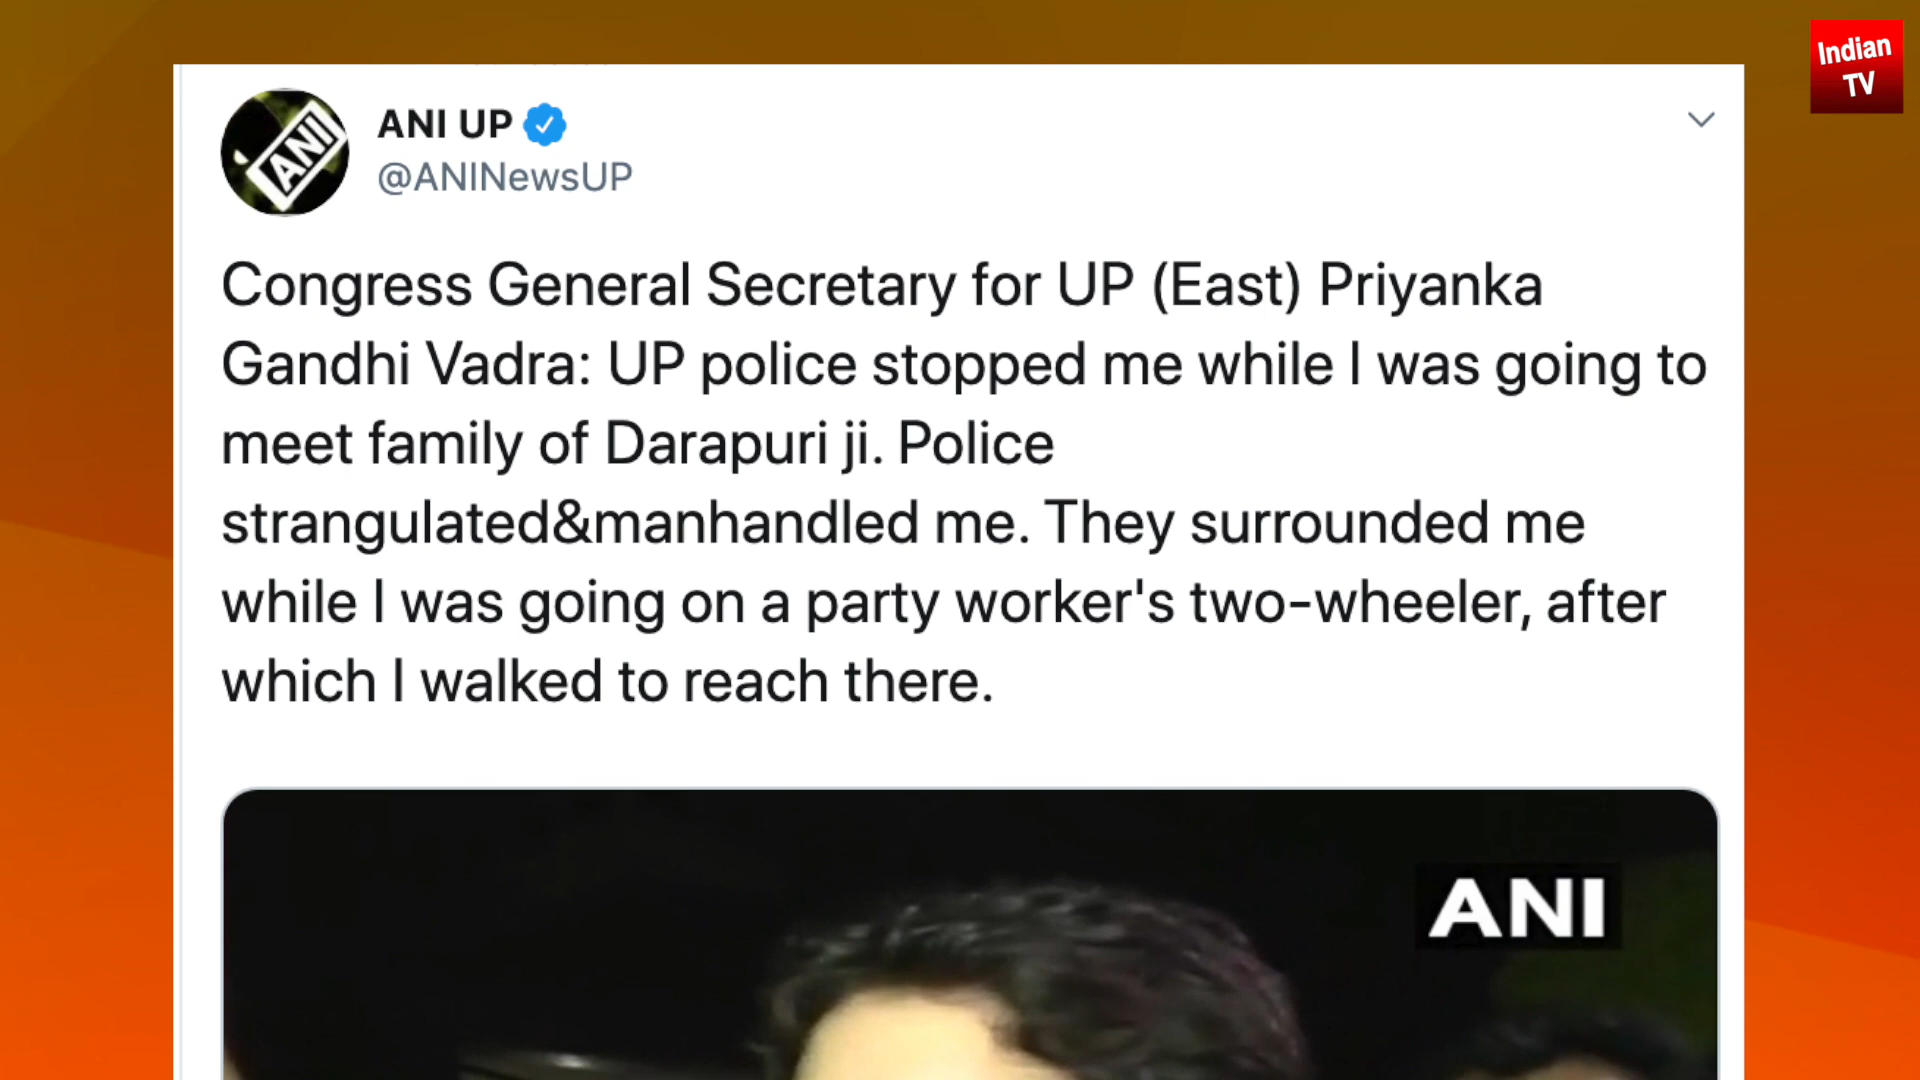 Indian
TV
ANI
ANI UP
@ANINewsUP
Congress General Secretary for UP (East) Priyanka
Gandhi Vadra: UP police stopped me while I was going to
meet family of Darapuri ji. Police
strangulated&manhandled me. They surrounded me
while I was going on a party worker's two-wheeler, after
which I walked to reach there.
ANI